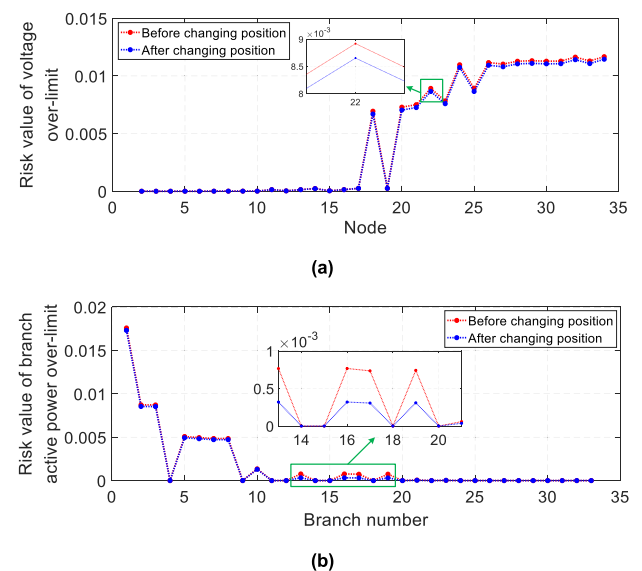 (a)
Risk value of voltage
over-limit
Before changing position
After changing position
0.015
0.01
0.005
0
×10⁻³
9
8.5
8
22
0 5 10 15 20 25 30 35
Node
(b)
Risk value of branch
active power over-limit
Before changing position
After changing position
0.02
0.015
0.01
0.005
0
×10⁻³
1
0.5
0
14 16 18 20
0 5 10 15 20 25 30 35
Branch number